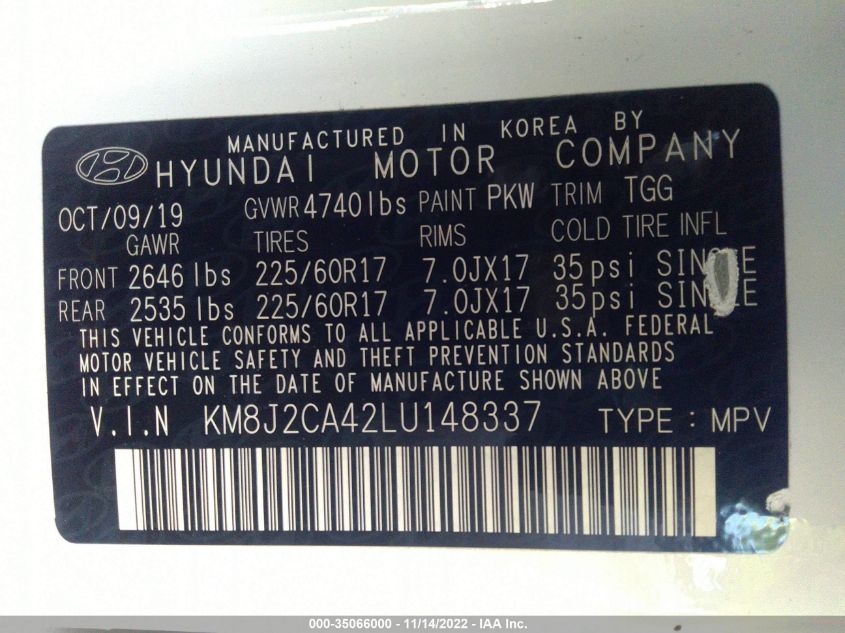 MANUFACTURED IN KOREA BY
HYUNDAI MOTOR COMPANY
OCT/09/19 GVWR 4740lbs PAINT PKW TRIM TGG
GAWR TIRES RIMS COLD TIRE INFL
FRONT 2646 lbs 225/60R17 7.0JX17 35psi SINGLE
REAR 2535 lbs 225/60R17 7.0JX17 35psi SINGLE
THIS VEHICLE CONFORMS TO ALL APPLICABLE U.S.A. FEDERAL
MOTOR VEHICLE SAFETY AND THEFT PREVENTION STANDARDS
IN EFFECT ON THE DATE OF MANUFACTURE SHOWN ABOVE
V.I.N KM8J2CA42LU148337 TYPE : MPV
000-35066000 - 11/14/2022 - IAA Inc.